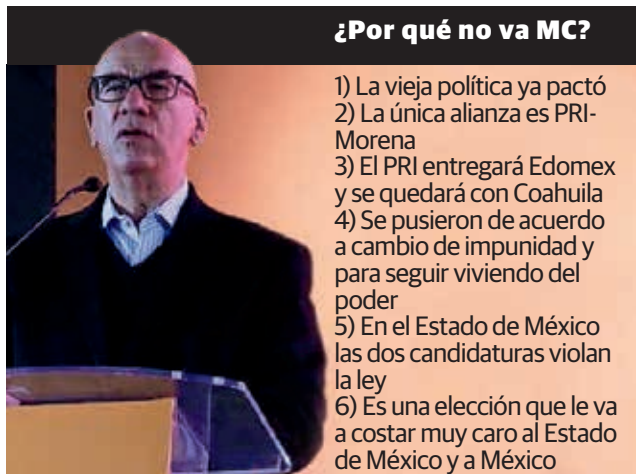 ¿Por qué no va MC?
1) La vieja política ya pactó
2) La única alianza es PRI-
Morena
3) El PRI entregará Edomex
y se quedará con Coahuila
4) Se pusieron de acuerdo
a cambio de impunidad y
para seguir viviendo del
poder
5) En el Estado de México
las dos candidaturas violan
la ley
6) Es una elección que le va
a costar muy caro al Estado
de México y a México